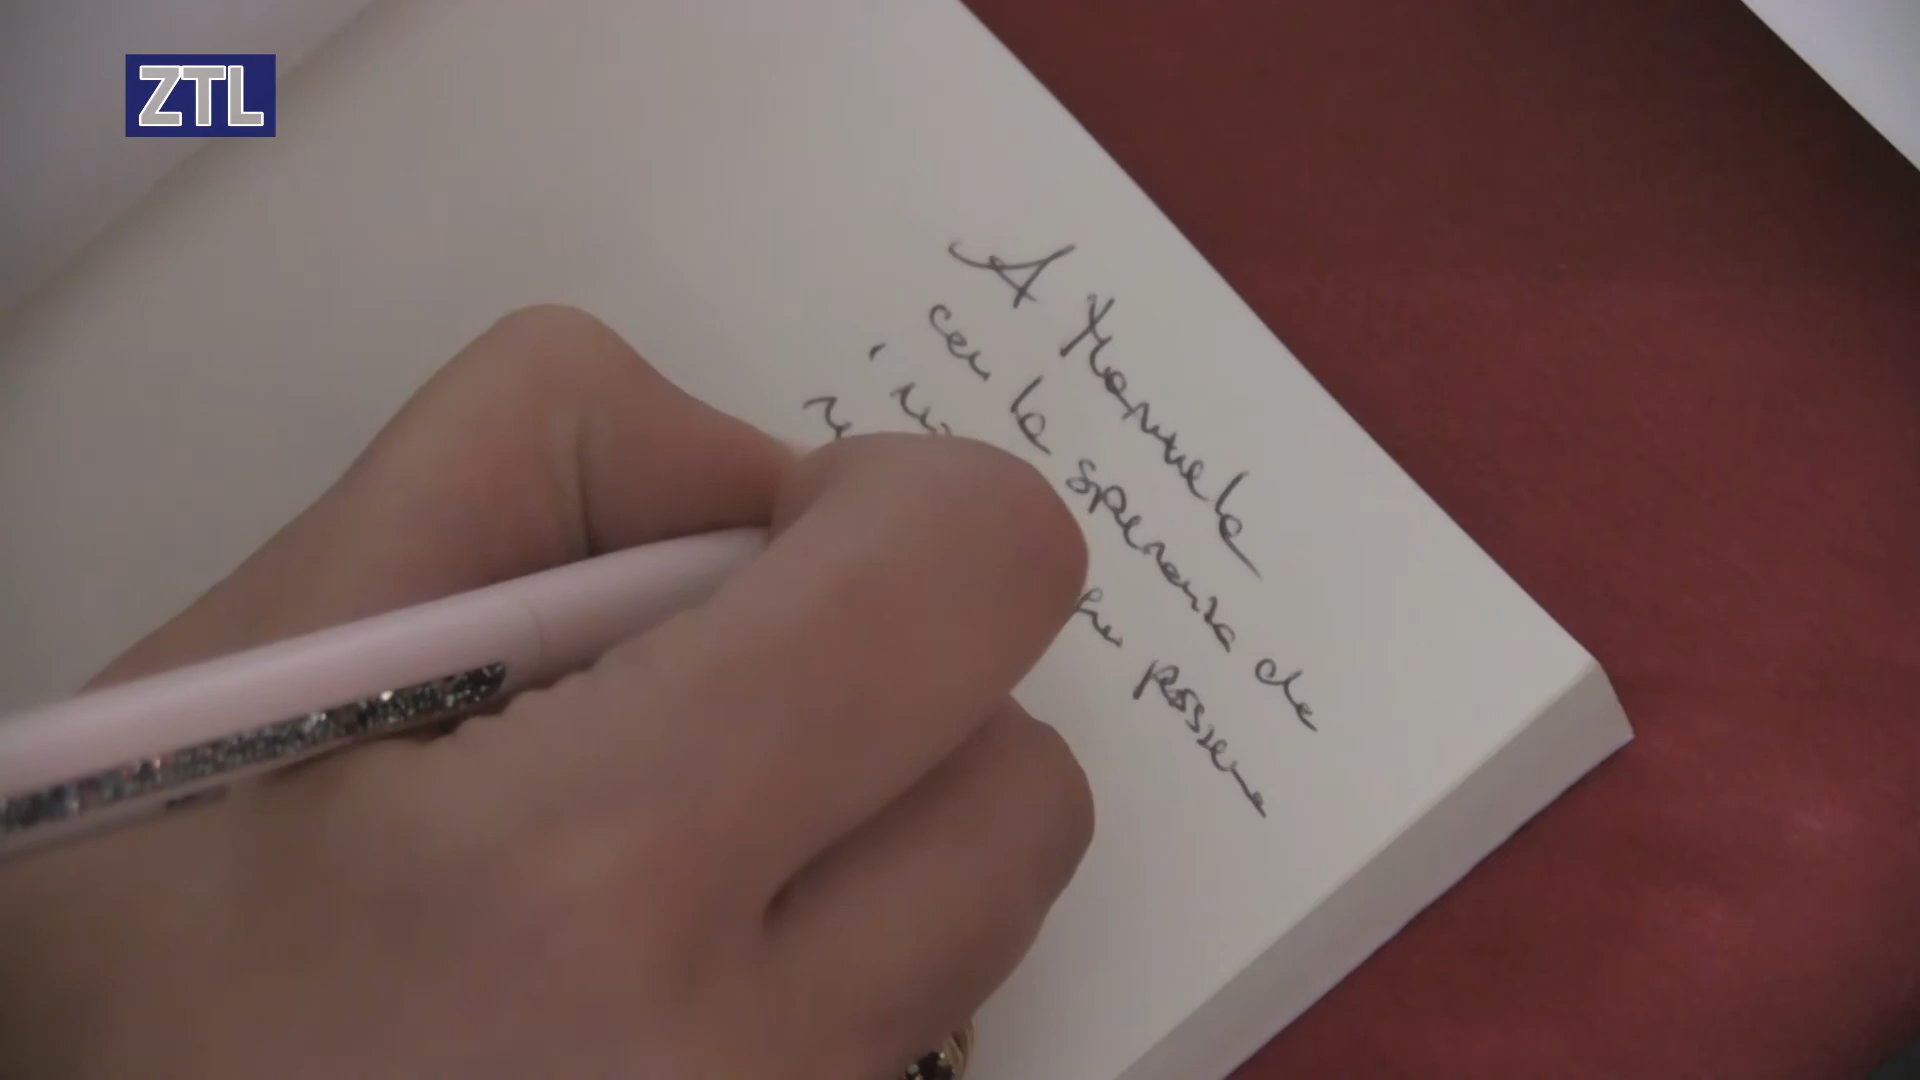 ZTL
A Manuela
con la speranza che
i possano